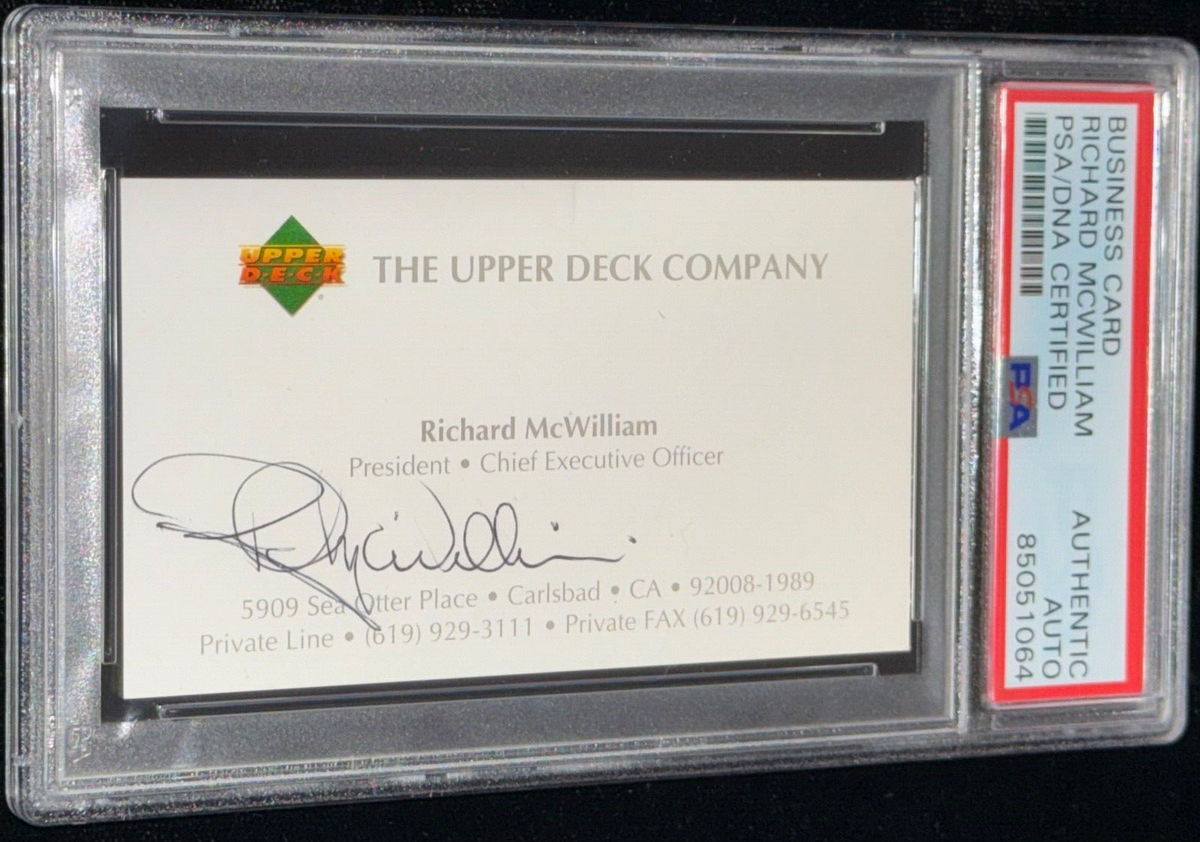 UPPER
D·E·C·K
THE UPPER DECK COMPANY
Richard McWilliam
President • Chief Executive Officer
5909 Sea Otter Place • Carlsbad • CA • 92008-1989
Private Line • (619) 929-3111 • Private FAX (619) 929-6545
BUSINESS CARD
RICHARD MCWILLIAM
PSA/DNA CERTIFIED
AUTHENTIC
AUTO
85051064
PSA